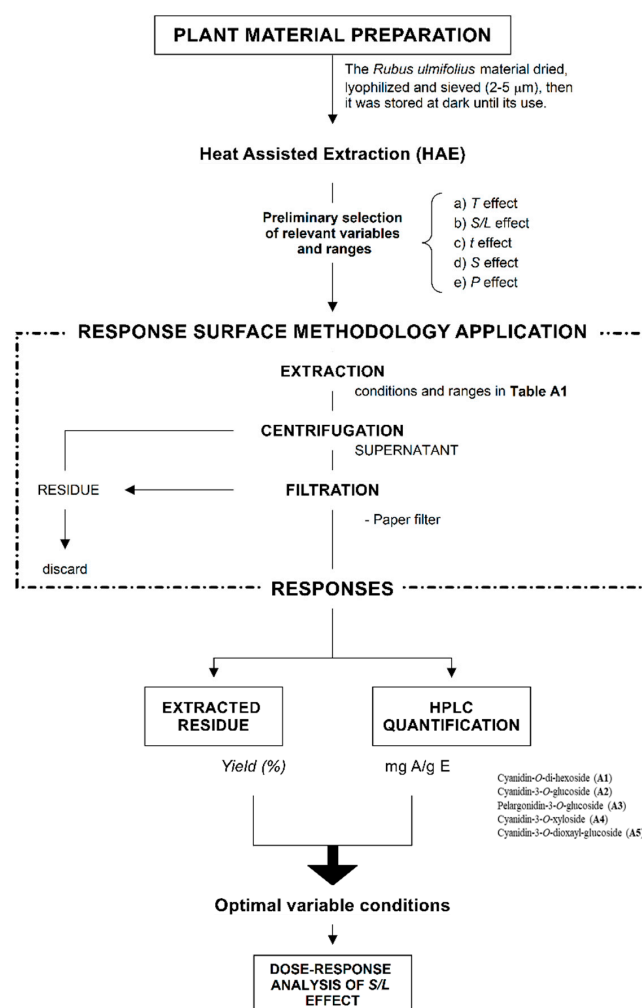 PLANT MATERIAL PREPARATION
The Rubus ulmifolius material dried,
lyophilized and sieved (2-5 µm), then
it was stored at dark until its use.
Heat Assisted Extraction (HAE)
Preliminary selection
of relevant variables
and ranges
a) T effect
b) S/L effect
c) t effect
d) S effect
e) P effect
RESPONSE SURFACE METHODOLOGY APPLICATION
EXTRACTION
conditions and ranges in Table A1
CENTRIFUGATION
SUPERNATANT
RESIDUE
FILTRATION
- Paper filter
discard
RESPONSES
EXTRACTED
RESIDUE
HPLC
QUANTIFICATION
Yield (%)
mg A/g E
Cyanidin-O-di-hexoside (A1)
Cyanidin-3-O-glucoside (A2)
Pelargonidin-3-O-glucoside (A3)
Cyanidin-3-O-xyloside (A4)
Cyanidin-3-O-dioxayl-glucoside (A5)
Optimal variable conditions
DOSE-RESPONSE
ANALYSIS OF S/L
EFFECT